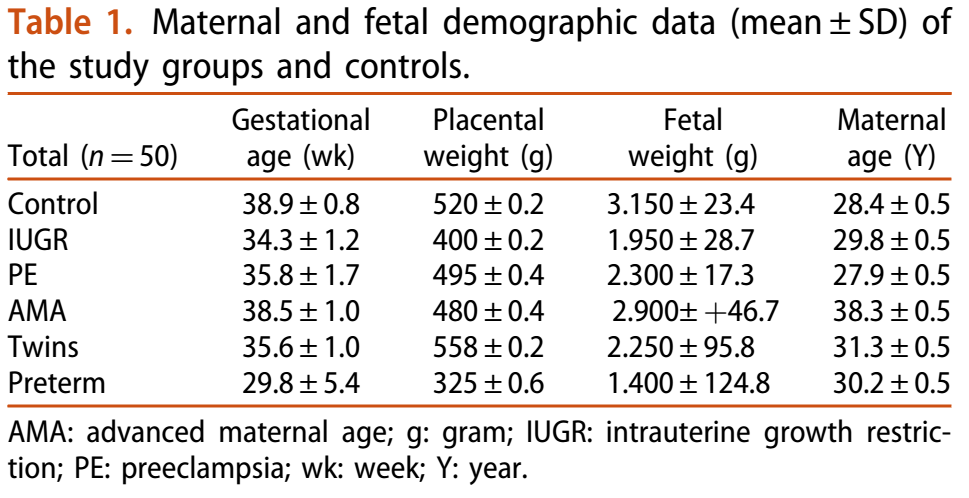 Table 1. Maternal and fetal demographic data (mean ± SD) of
the study groups and controls.
Total (n = 50) Gestational age (wk) Placental weight (g) Fetal weight (g) Maternal age (Y)
Control 38.9 ± 0.8 520 ± 0.2 3.150 ± 23.4 28.4 ± 0.5
IUGR 34.3 ± 1.2 400 ± 0.2 1.950 ± 28.7 29.8 ± 0.5
PE 35.8 ± 1.7 495 ± 0.4 2.300 ± 17.3 27.9 ± 0.5
AMA 38.5 ± 1.0 480 ± 0.4 2.900± +46.7 38.3 ± 0.5
Twins 35.6 ± 1.0 558 ± 0.2 2.250 ± 95.8 31.3 ± 0.5
Preterm 29.8 ± 5.4 325 ± 0.6 1.400 ± 124.8 30.2 ± 0.5
AMA: advanced maternal age; g: gram; IUGR: intrauterine growth restric-
tion; PE: preeclampsia; wk: week; Y: year.